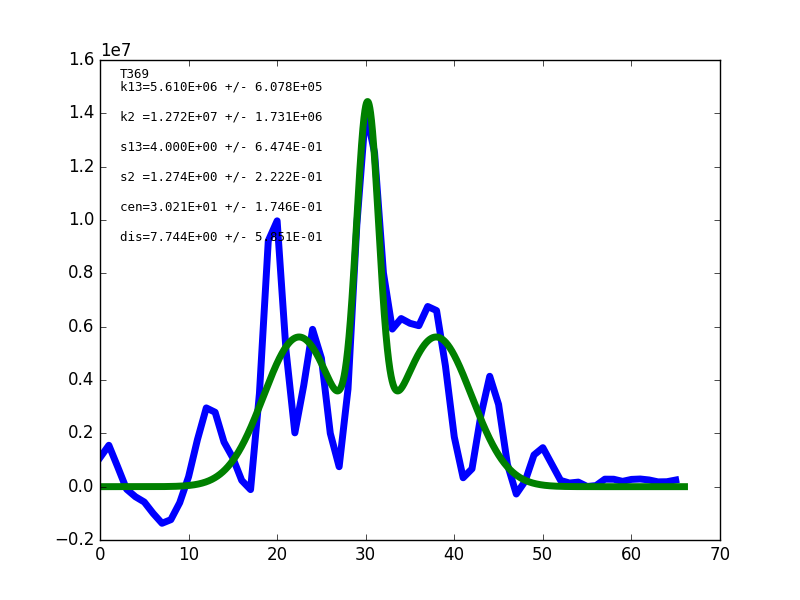 1e7
T369
k13=5.610E+06 +/- 6.078E+05
k2 =1.272E+07 +/- 1.731E+06
s13=4.000E+00 +/- 6.474E-01
s2 =1.274E+00 +/- 2.222E-01
cen=3.021E+01 +/- 1.746E-01
dis=7.744E+00 +/-
1.6
1.4
1.2
1.0
0.8
0.6
0.4
0.2
0.0
−0.2
0 10 20 30 40 50 60 70